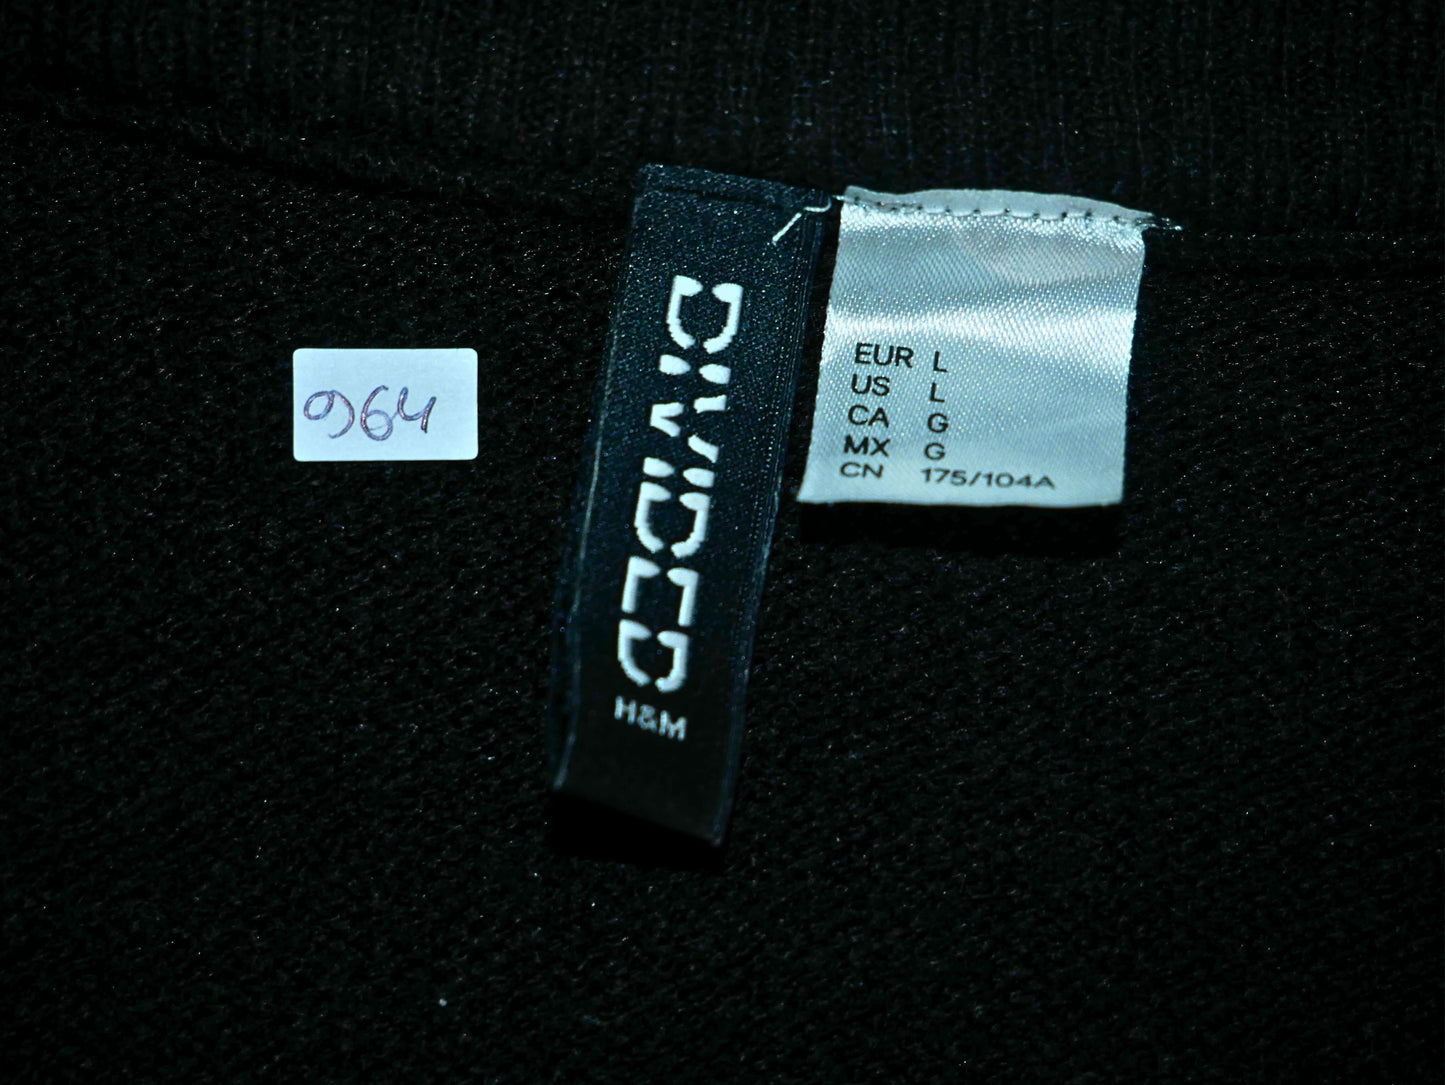 964
DIVIDED
H&M
EUR L
US L
CA G
MX G
CN 175/104A